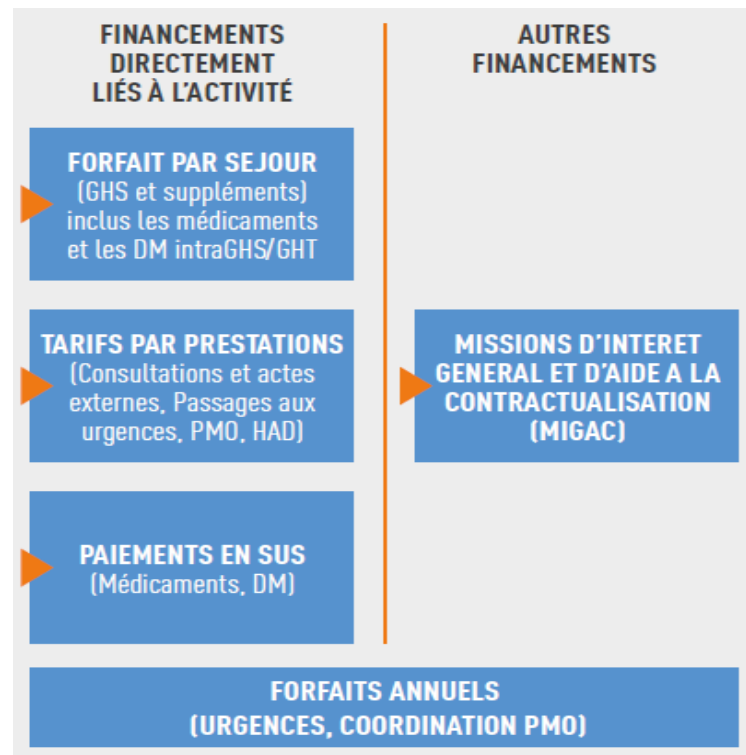 FINANCEMENTS
DIRECTEMENT
LIÉS À L'ACTIVITÉ
FORFAIT PAR SEJOUR
(GHS et suppléments)
inclus les médicaments
et les DM intraGHS/GHT
TARIFS PAR PRESTATIONS
(Consultations et actes
externes, Passages aux
urgences, PMO, HAD)
PAIEMENTS EN SUS
(Médicaments, DM)
AUTRES
FINANCEMENTS
MISSIONS D'INTERET
GENERAL ET D'AIDE A LA
CONTRACTUALISATION
(MIGAC)
FORFAITS ANNUELS
(URGENCES, COORDINATION PMO)